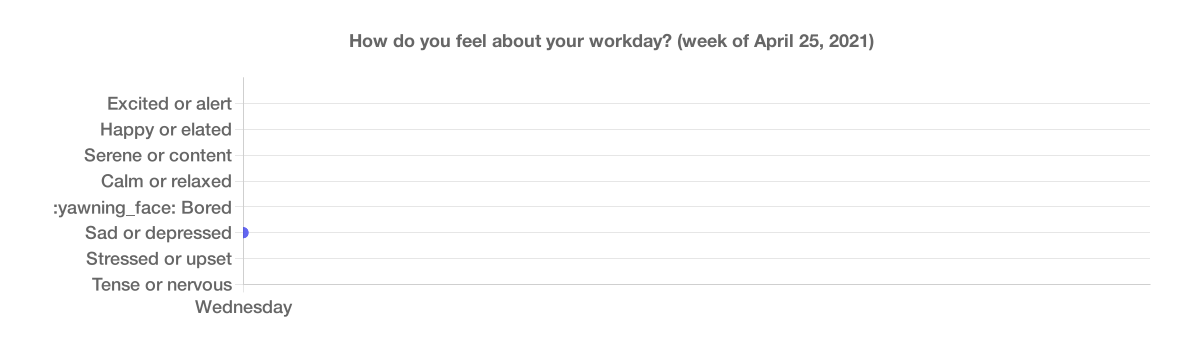 How do you feel about your workday? (week of April 25, 2021)
Excited or alert
Happy or elated
Serene or content
Calm or relaxed
:yawning_face: Bored
Sad or depressed
Stressed or upset
Tense or nervous
Wednesday